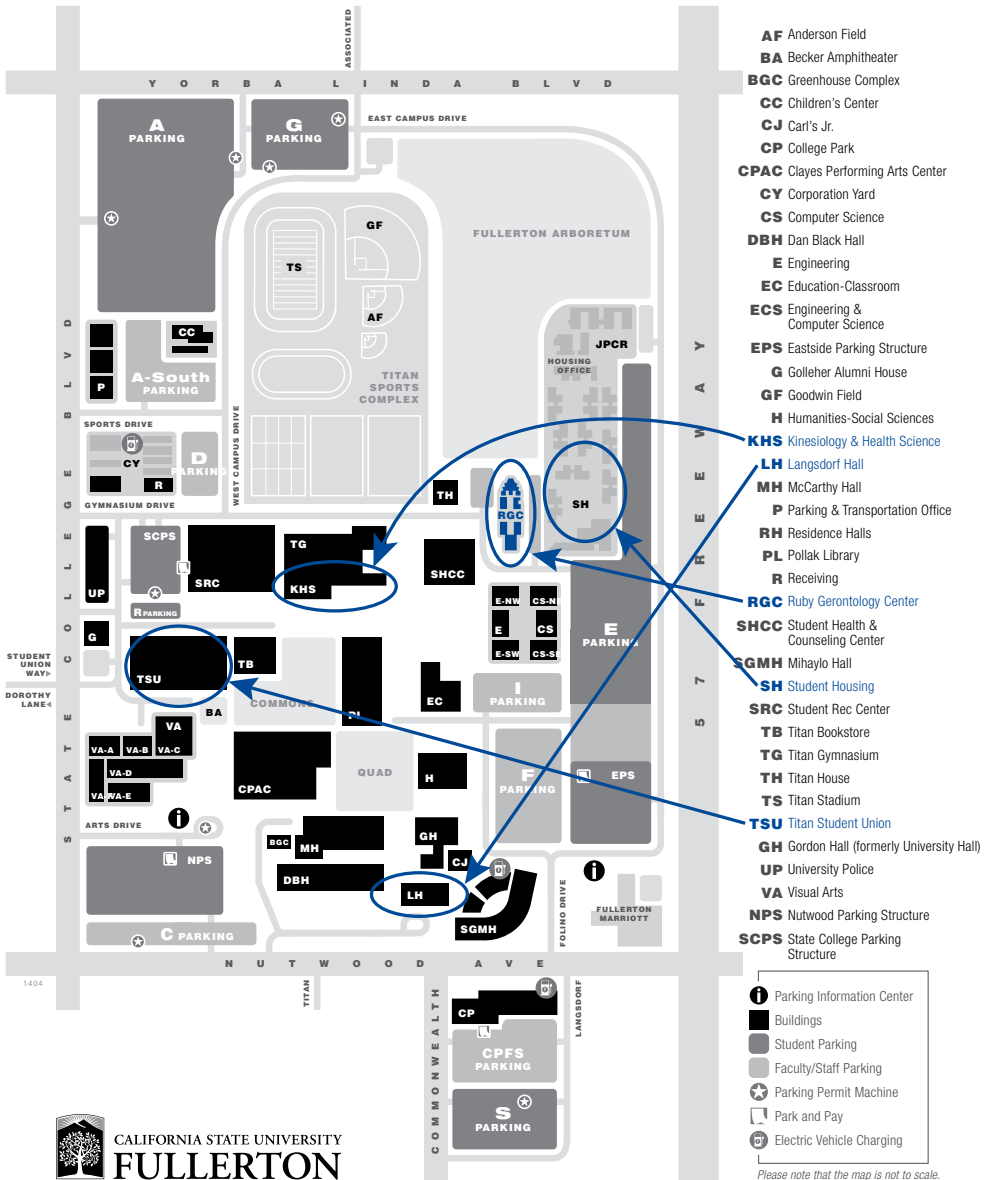 ASSOCIATED
YORBA LINDA BLVD
EAST CAMPUS DRIVE
A
PARKING
G
PARKING
GF
FULLERTON ARBORETUM
TS
AF
JPCR
HOUSING
OFFICE
CC
P
A-South
PARKING
TITAN
SPORTS
COMPLEX
SPORTS DRIVE
WEST CAMPUS DRIVE
CY
R
D
PARKING
GYMNASIUM DRIVE
STATE COLLEGE BLVD
57 FREEWAY
TH
RGC
SH
SCPS
UP
SRC
TG
KHS
SHCC
R PARKING
E-NW
E
E-SW
CS
G
STUDENT
UNION
WAY
DOROTHY
LANE
TSU
TB
COMMONS
BA
EC
I
PARKING
E
PARKING
VA
VA-A
VA-B
VA-C
VA-D
VA-E
CPAC
QUAD
H
F
PARKING
EPS
ARTS DRIVE
i
NPS
BGC
MH
DBH
GH
CJ
LH
SGMH
i
FOLINO DRIVE
FULLERTON
MARRIOTT
C PARKING
NUTWOOD AVE
1404
TITAN
COMMONWEALTH
LANGSDORF
CP
CPFS
PARKING
S
PARKING
CALIFORNIA STATE UNIVERSITY
FULLERTON
AF Anderson Field
BA Becker Amphitheater
BGC Greenhouse Complex
CC Children's Center
CJ Carl's Jr.
CP College Park
CPAC Clayes Performing Arts Center
CY Corporation Yard
CS Computer Science
DBH Dan Black Hall
E Engineering
EC Education-Classroom
ECS Engineering &
Computer Science
EPS Eastside Parking Structure
G Golleher Alumni House
GF Goodwin Field
H Humanities-Social Sciences
KHS Kinesiology & Health Science
LH Langsdorf Hall
MH McCarthy Hall
P Parking & Transportation Office
RH Residence Halls
PL Pollak Library
R Receiving
RGC Ruby Gerontology Center
SHCC Student Health &
Counseling Center
SGMH Mihaylo Hall
SH Student Housing
SRC Student Rec Center
TB Titan Bookstore
TG Titan Gymnasium
TH Titan House
TS Titan Stadium
TSU Titan Student Union
GH Gordon Hall (formerly University Hall)
UP University Police
VA Visual Arts
NPS Nutwood Parking Structure
SCPS State College Parking
Structure
i Parking Information Center
Buildings
Student Parking
Faculty/Staff Parking
Parking Permit Machine
Park and Pay
Electric Vehicle Charging
Please note that the map is not to scale.